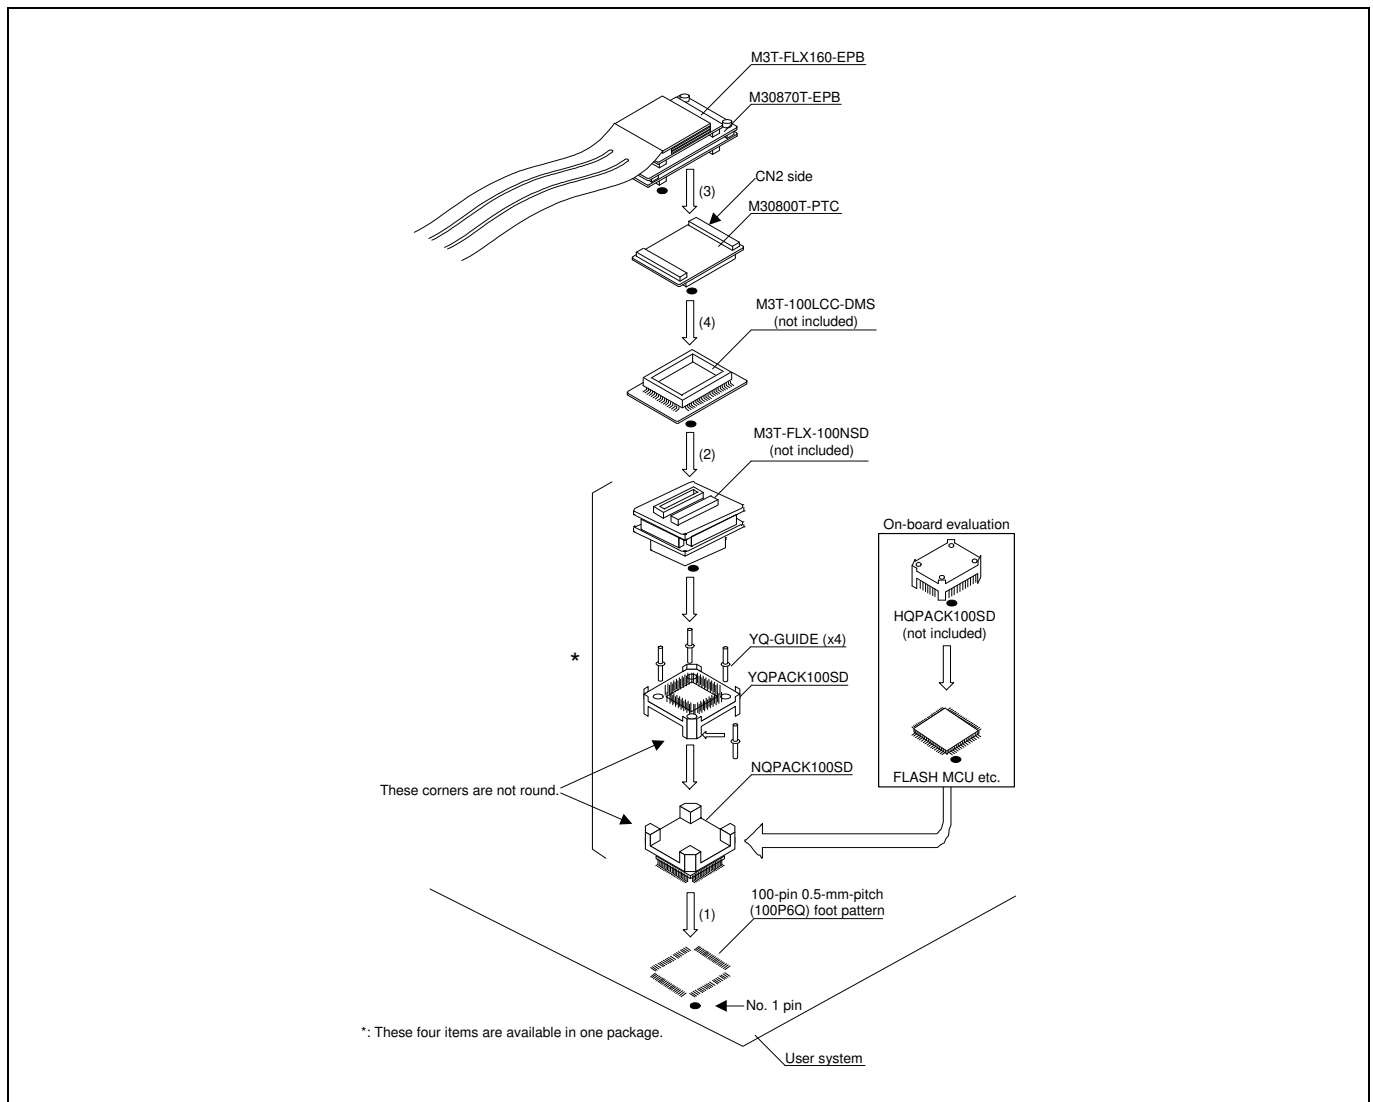 M3T-FLX160-EPB
M30870T-EPB
CN2 side
(3)
M30800T-PTC
M3T-100LCC-DMS
(not included)
(4)
M3T-FLX-100NSD
(not included)
(2)
On-board evaluation
HQPACK100SD
(not included)
YQ-GUIDE (x4)
*
YQPACK100SD
NQPACK100SD
FLASH MCU etc.
These corners are not round.
100-pin 0.5-mm-pitch
(100P6Q) foot pattern
(1)
No. 1 pin
*: These four items are available in one package.
User system